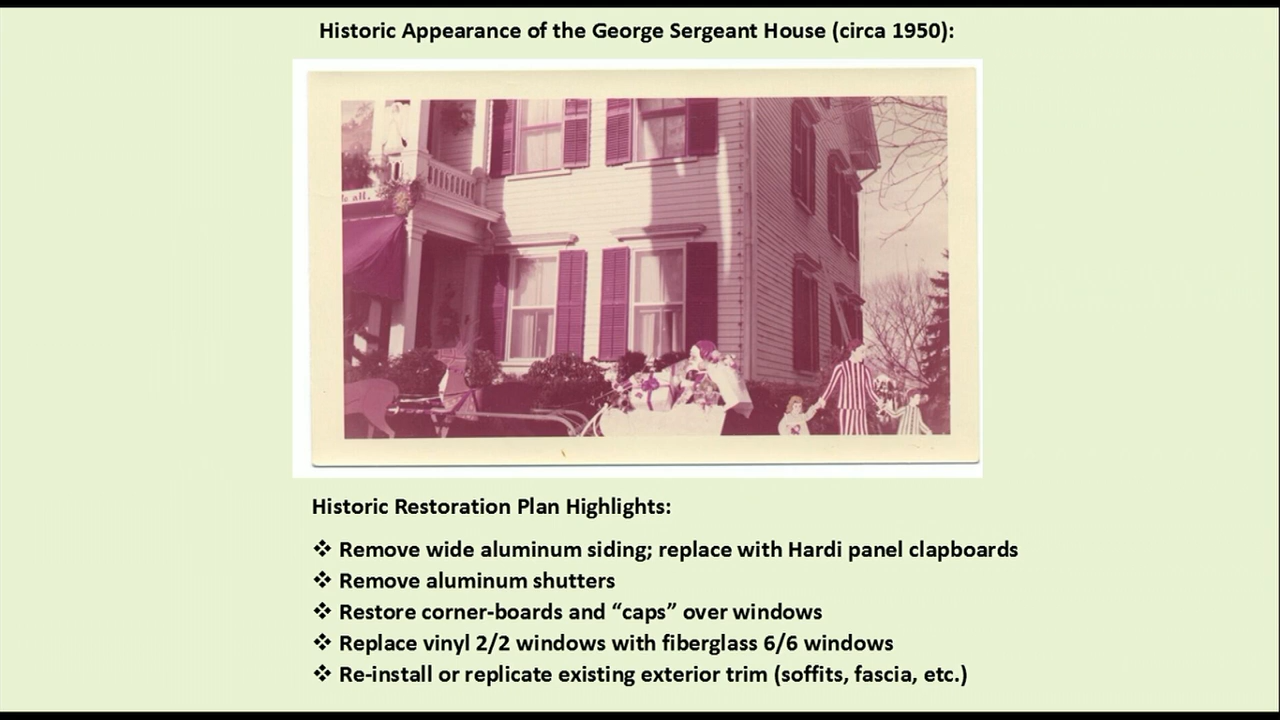 Historic Appearance of the George Sergeant House (circa 1950):
all.
Historic Restoration Plan Highlights:
❖ Remove wide aluminum siding; replace with Hardi panel clapboards
❖ Remove aluminum shutters
❖ Restore corner-boards and “caps” over windows
❖ Replace vinyl 2/2 windows with fiberglass 6/6 windows
❖ Re-install or replicate existing exterior trim (soffits, fascia, etc.)